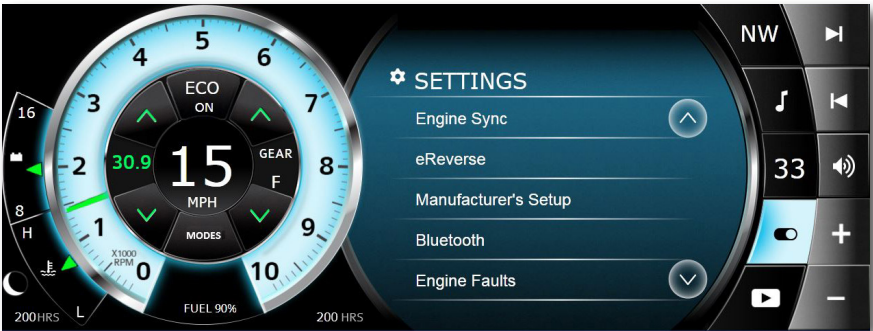 16
8
H
L
200 HRS
0
1
2
3
4
5
6
7
8
9
10
X1000
RPM
ECO
ON
30.9
15
MPH
GEAR
F
MODES
FUEL 90%
200 HRS
SETTINGS
Engine Sync
eReverse
Manufacturer's Setup
Bluetooth
Engine Faults
NW
33